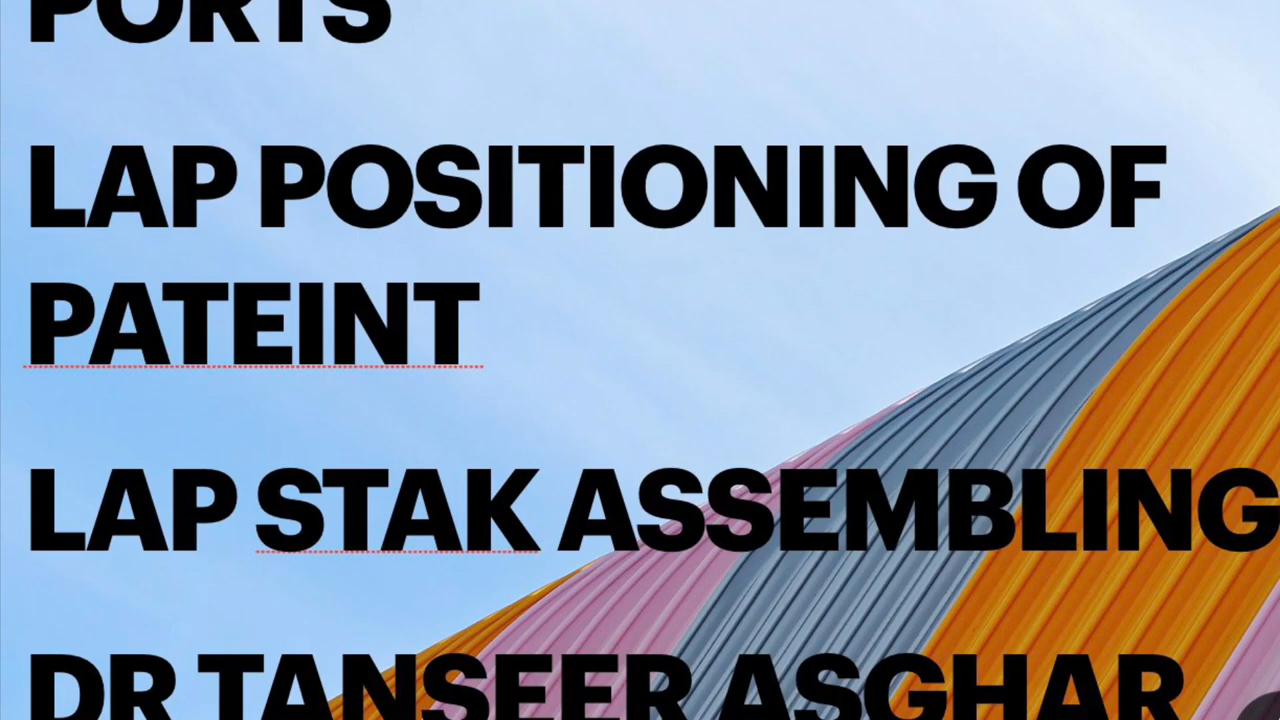 PORTS
LAP POSITIONING OF
PATEINT
LAP STAK ASSEMBLING
DR TANSEER ASGHAR